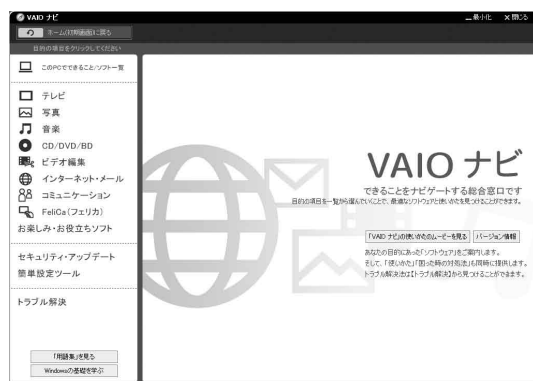 VAIO ナビ
最小化 ×閉じる
ホーム(初期画面)に戻る
目的の項目をクリックしてください
このPCでできること/ソフト一覧
テレビ
写真
音楽
CD/DVD/BD
ビデオ編集
インターネット・メール
コミュニケーション
FeliCa(フェリカ)
お楽しみ・お役立ちソフト
セキュリティ・アップデート
簡単設定ツール
トラブル解決
「用語集」を見る
Windowsの基礎を学ぶ
VAIO ナビ
できることをナビゲートする総合窓口です
目的の項目を一覧から選んでいくことで、最適なソフトウェアと使いかたを見つけることができます。
「VAIO ナビ」の使いかたのムービーを見る バージョン情報
あなたの目的にあった「ソフトウェア」をご案内します。
そして、「使いかた」「困った時の対処法」も同時に提供します。
トラブル解決法は【トラブル解決】から見つけることができます。